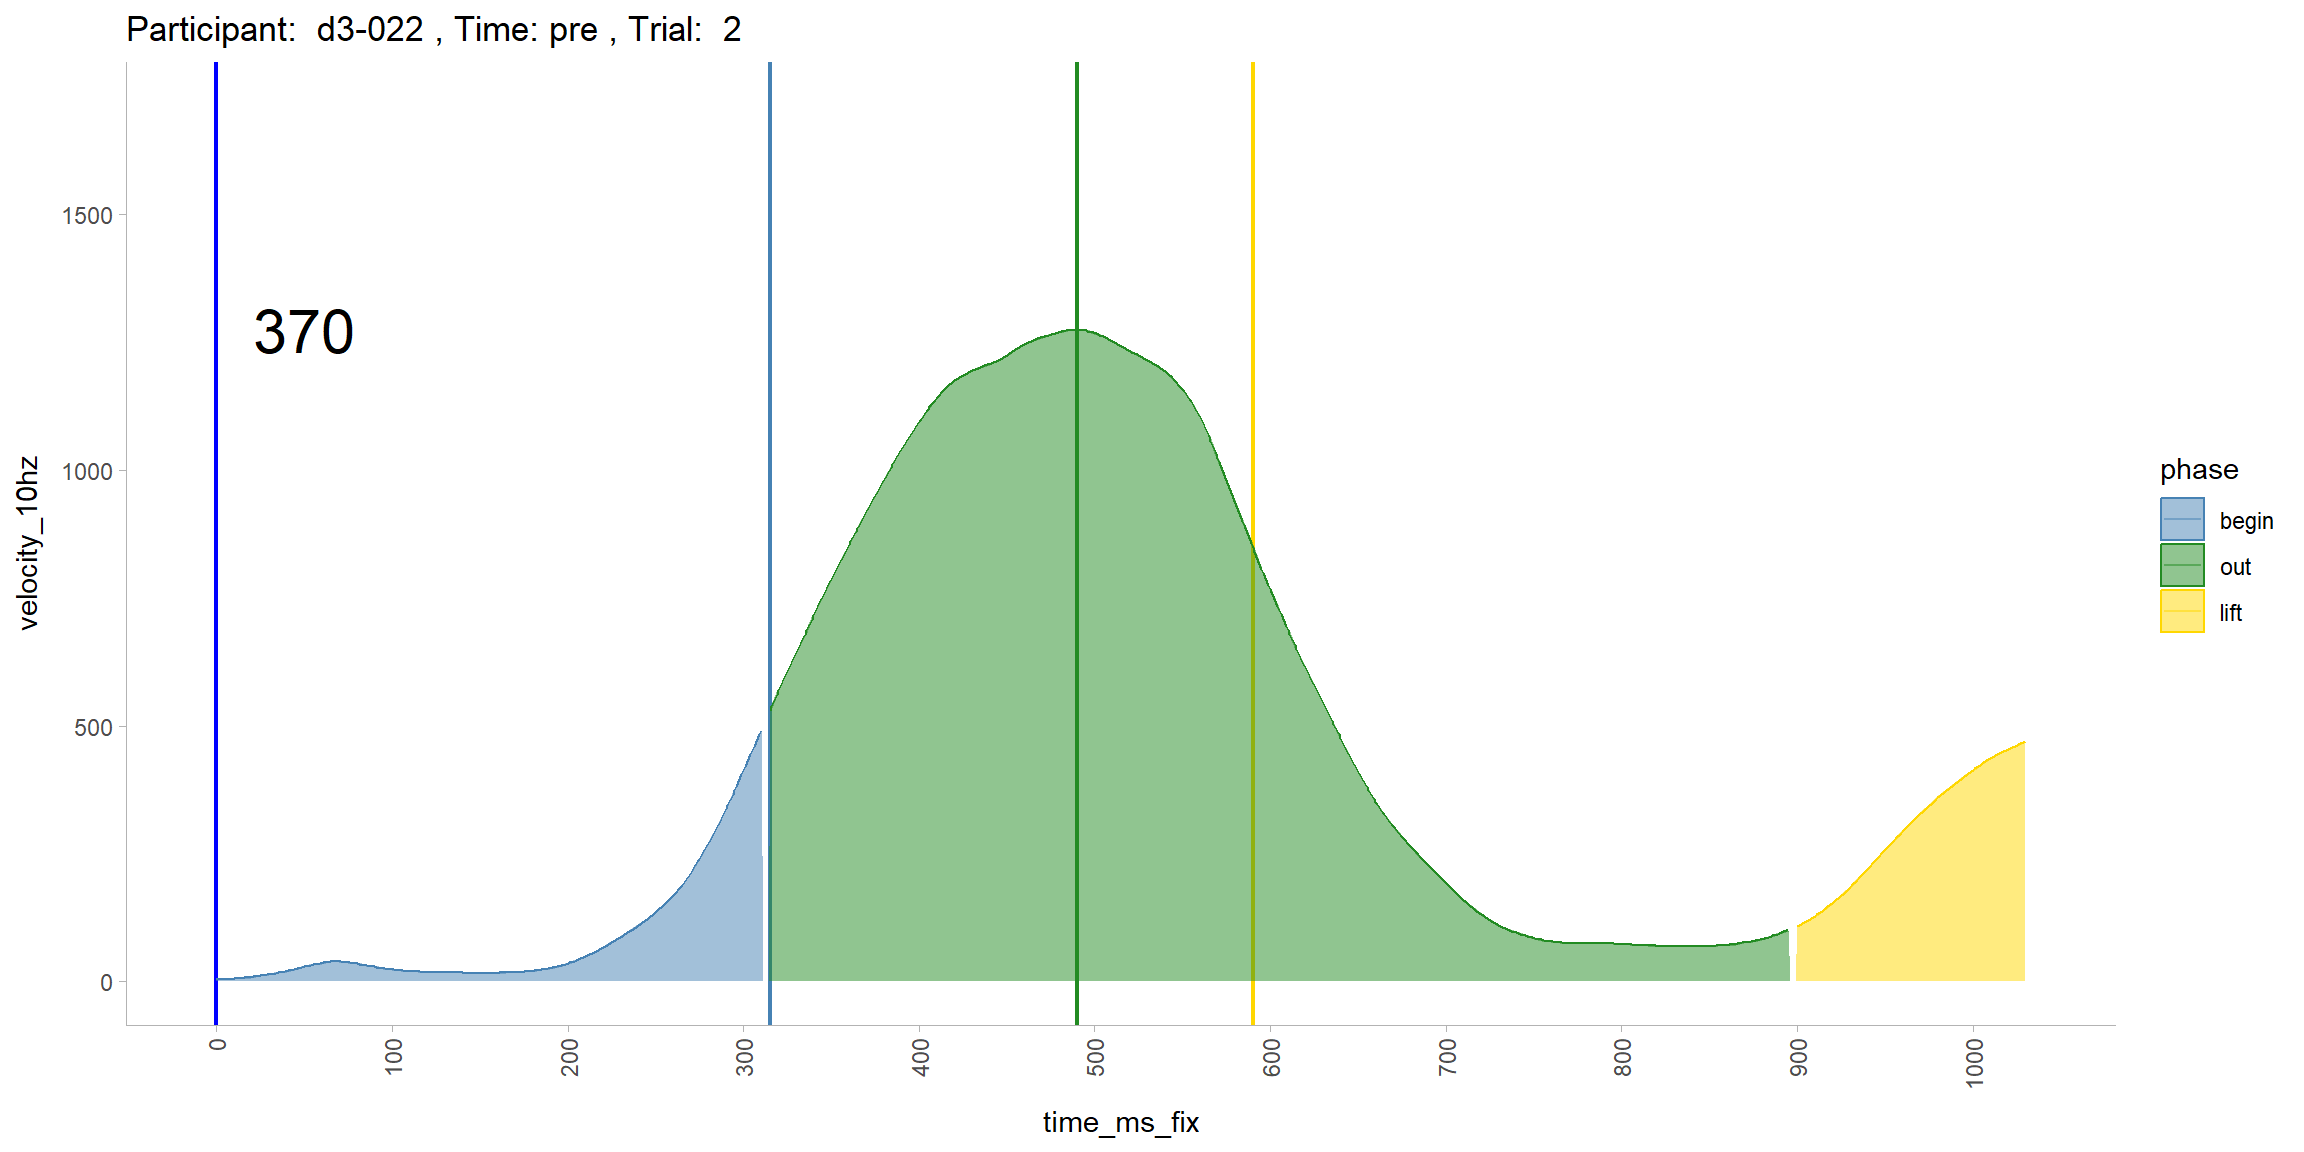 Participant:  d3-022 , Time: pre , Trial:  2
1500
1000
500
0
velocity_10hz
370
0
100
200
300
400
500
600
700
800
900
1000
time_ms_fix
phase
begin
out
lift